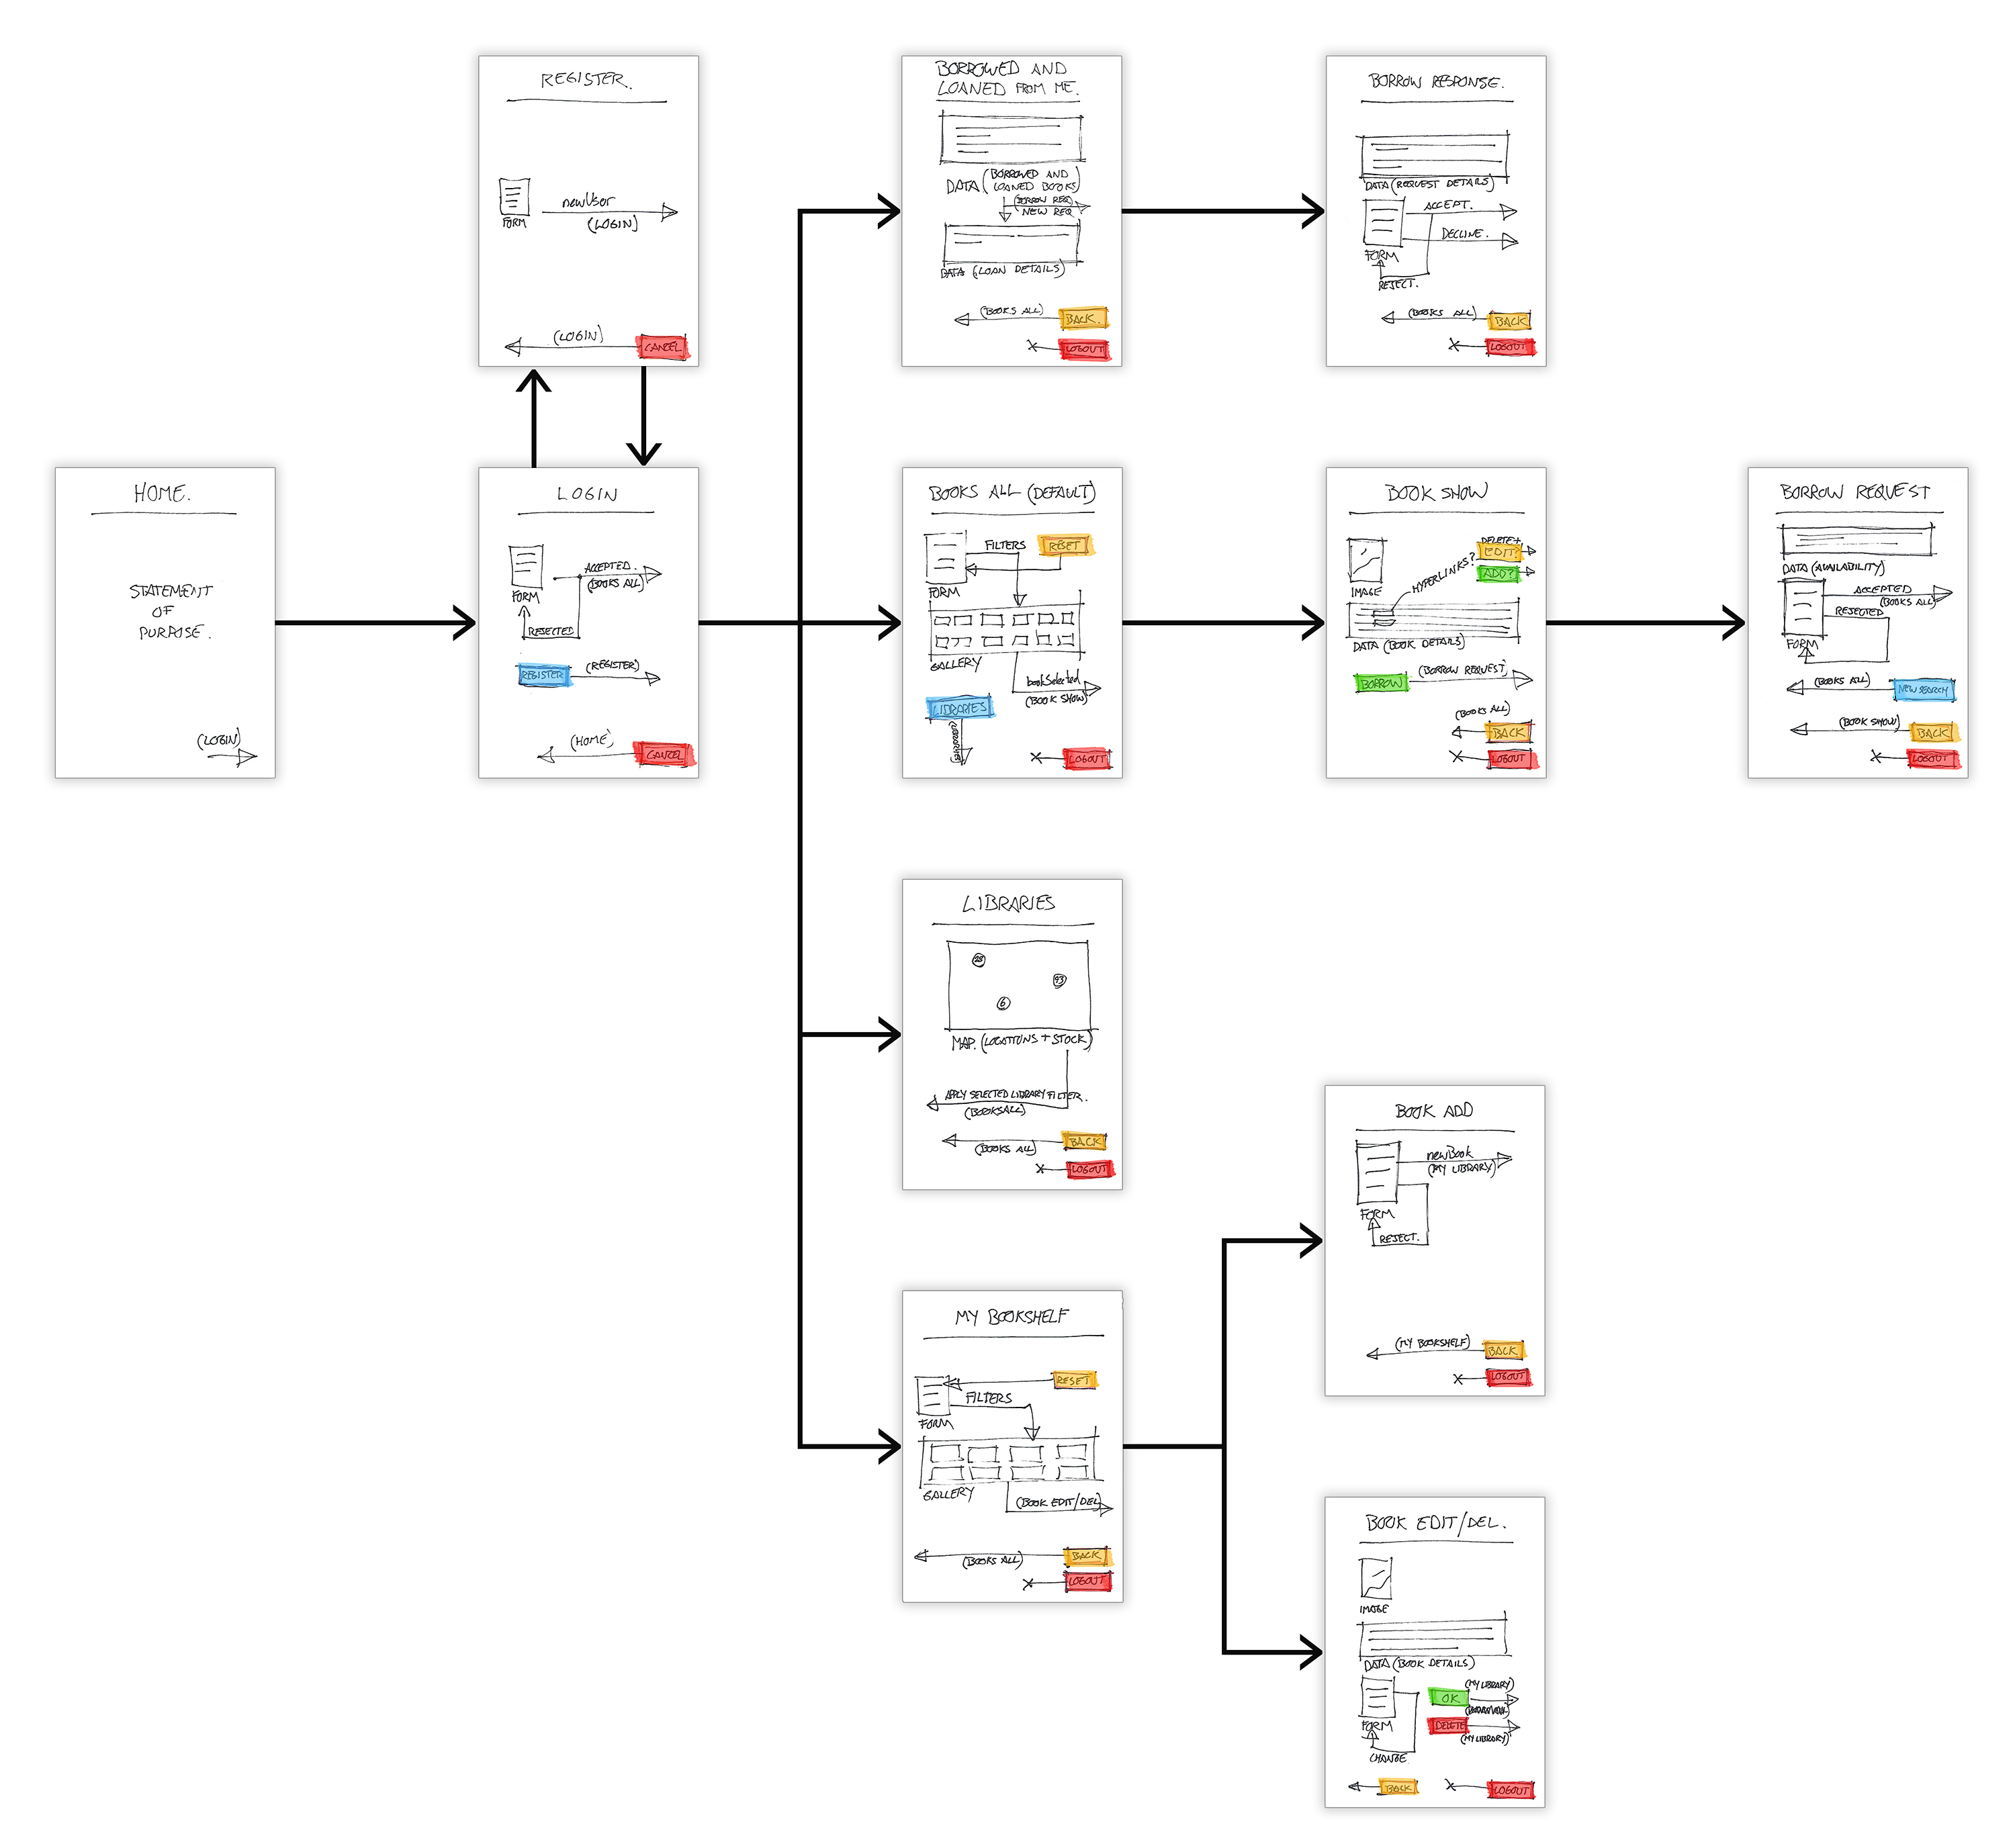 REGISTER.
FORM
newUser
(LOGIN)
(LOGIN)
CANCEL
BORROWED AND
LOANED FROM ME.
DATA (BORROWED AND
LOANED BOOKS)
(BORROW REQ)
NEW REQ
DATA (LOAN DETAILS)
(BOOKS ALL)
BACK.
LOGOUT
BORROW RESPONSE.
DATA (REQUEST DETAILS)
ACCEPT.
DECLINE.
FORM
REJECT.
(BOOKS ALL)
BACK
LOGOUT
HOME.
STATEMENT
OF
PURPOSE.
(LOGIN)
LOGIN
FORM
ACCEPTED.
(BOOKS ALL)
REJECTED
REGISTER
(REGISTER)
(HOME)
CANCEL
BOOKS ALL (DEFAULT)
FILTERS
RESET
FORM
GALLERY
bookSelected
(BOOK SHOW)
LIBRARIES
(LIBRARIES)
LOGOUT
BOOK SHOW
IMAGE
HYPERLINKS?
DELETE+
EDIT?
ADD?
DATA (BOOK DETAILS)
BORROW
(BORROW REQUEST)
(BOOKS ALL)
BACK
LOGOUT
BORROW REQUEST
DATA (AVAILABILITY)
ACCEPTED
(BOOKS ALL)
REJECTED
FORM
(BOOKS ALL)
NEW SEARCH
(BOOK SHOW)
BACK
LOGOUT
LIBRARIES
28
93
6
MAP. (LOCATIONS + STOCK)
APPLY SELECTED LIBRARY FILTER.
(BOOKS ALL)
(BOOKS ALL)
BACK
LOGOUT
MY BOOKSHELF
RESET
FILTERS
FORM
GALLERY
(BOOK EDIT/DEL)
(BOOKS ALL)
BACK
LOGOUT
BOOK ADD
newBook
(MY LIBRARY)
FORM
REJECT.
(MY BOOKSHELF)
BACK
LOGOUT
BOOK EDIT/DEL.
IMAGE
DATA (BOOK DETAILS)
FORM
CHANGE
OK
(MY LIBRARY)
DELETE
(MY LIBRARY)
BACK
LOGOUT